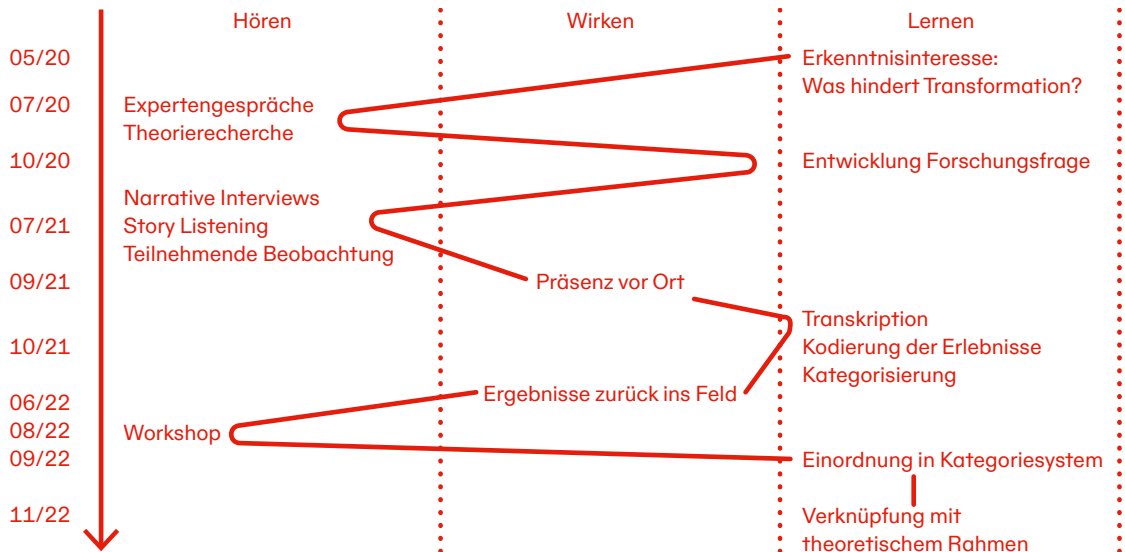 Hören Wirken Lernen
05/20 Erkenntnisinteresse:
Was hindert Transformation?
07/20 Expertengespräche
Theorierecherche
10/20 Entwicklung Forschungsfrage
Narrative Interviews
07/21 Story Listening
Teilnehmende Beobachtung
09/21 Präsenz vor Ort
Transkription
10/21 Kodierung der Erlebnisse
Kategorisierung
06/22 Ergebnisse zurück ins Feld
08/22 Workshop
09/22 Einordnung in Kategoriesystem
11/22 Verknüpfung mit
theoretischem Rahmen